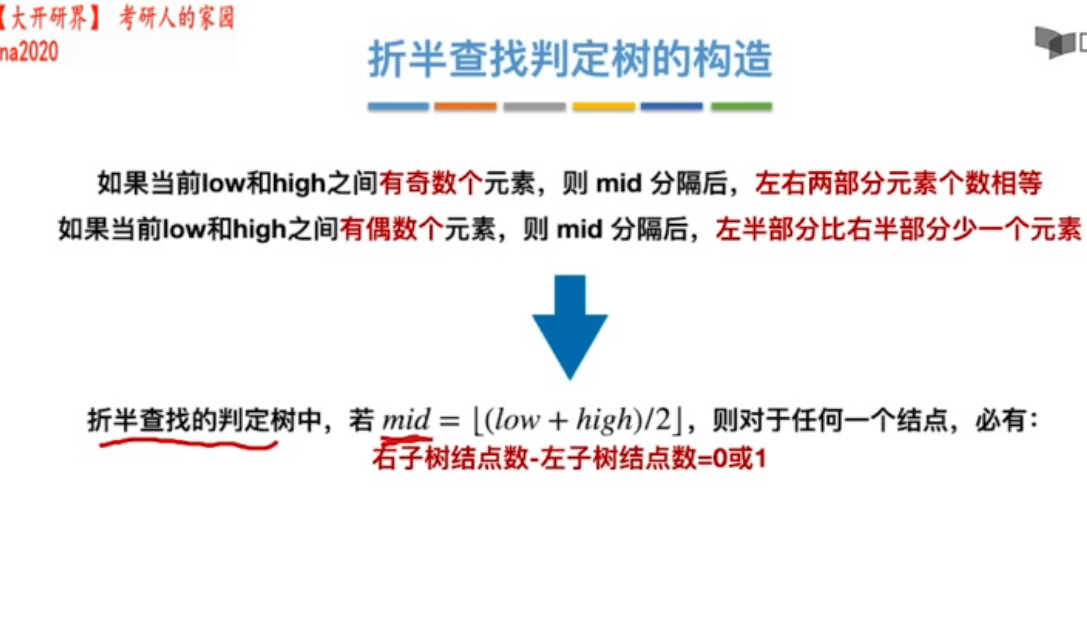 【大开研界】 考研人的家园
na2020
折半查找判定树的构造
如果当前low和high之间有奇数个元素，则 mid 分隔后，左右两部分元素个数相等
如果当前low和high之间有偶数个元素，则 mid 分隔后，左半部分比右半部分少一个元素
折半查找的判定树中，若 mid = ⌊(low + high)/2⌋，则对于任何一个结点，必有：
右子树结点数-左子树结点数=0或1